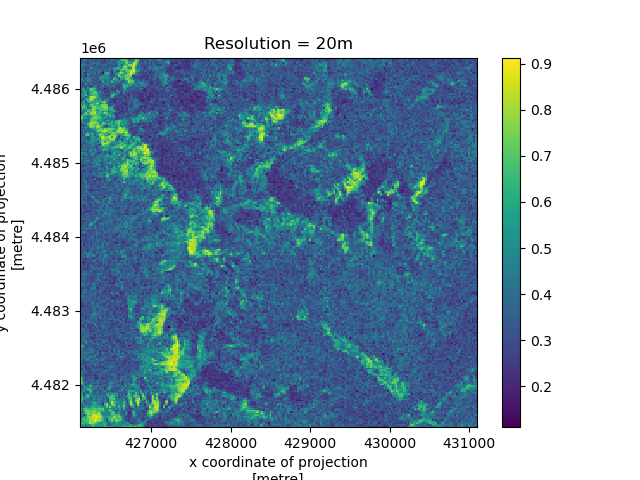 Resolution = 20m
1e6
4.486
4.485
4.484
4.483
4.482
y coordinate of projection
[metre]
427000 428000 429000 430000 431000
x coordinate of projection
[metre]
0.9
0.8
0.7
0.6
0.5
0.4
0.3
0.2